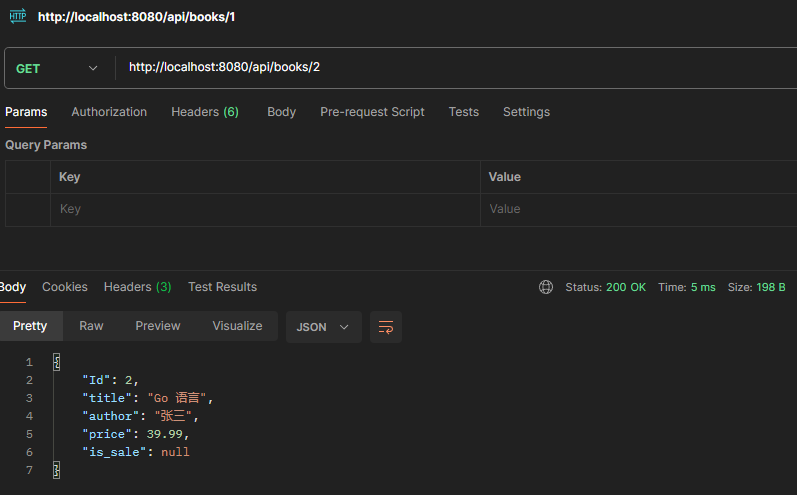 HTTP http://localhost:8080/api/books/1
GET http://localhost:8080/api/books/2
Params Authorization Headers (6) Body Pre-request Script Tests Settings
Query Params
Key Value
Key Value
Body Cookies Headers (3) Test Results Status: 200 OK Time: 5 ms Size: 198 B
Pretty Raw Preview Visualize JSON
1 {
2 "Id": 2,
3 "title": "Go 语言",
4 "author": "张三",
5 "price": 39.99,
6 "is_sale": null
7 }